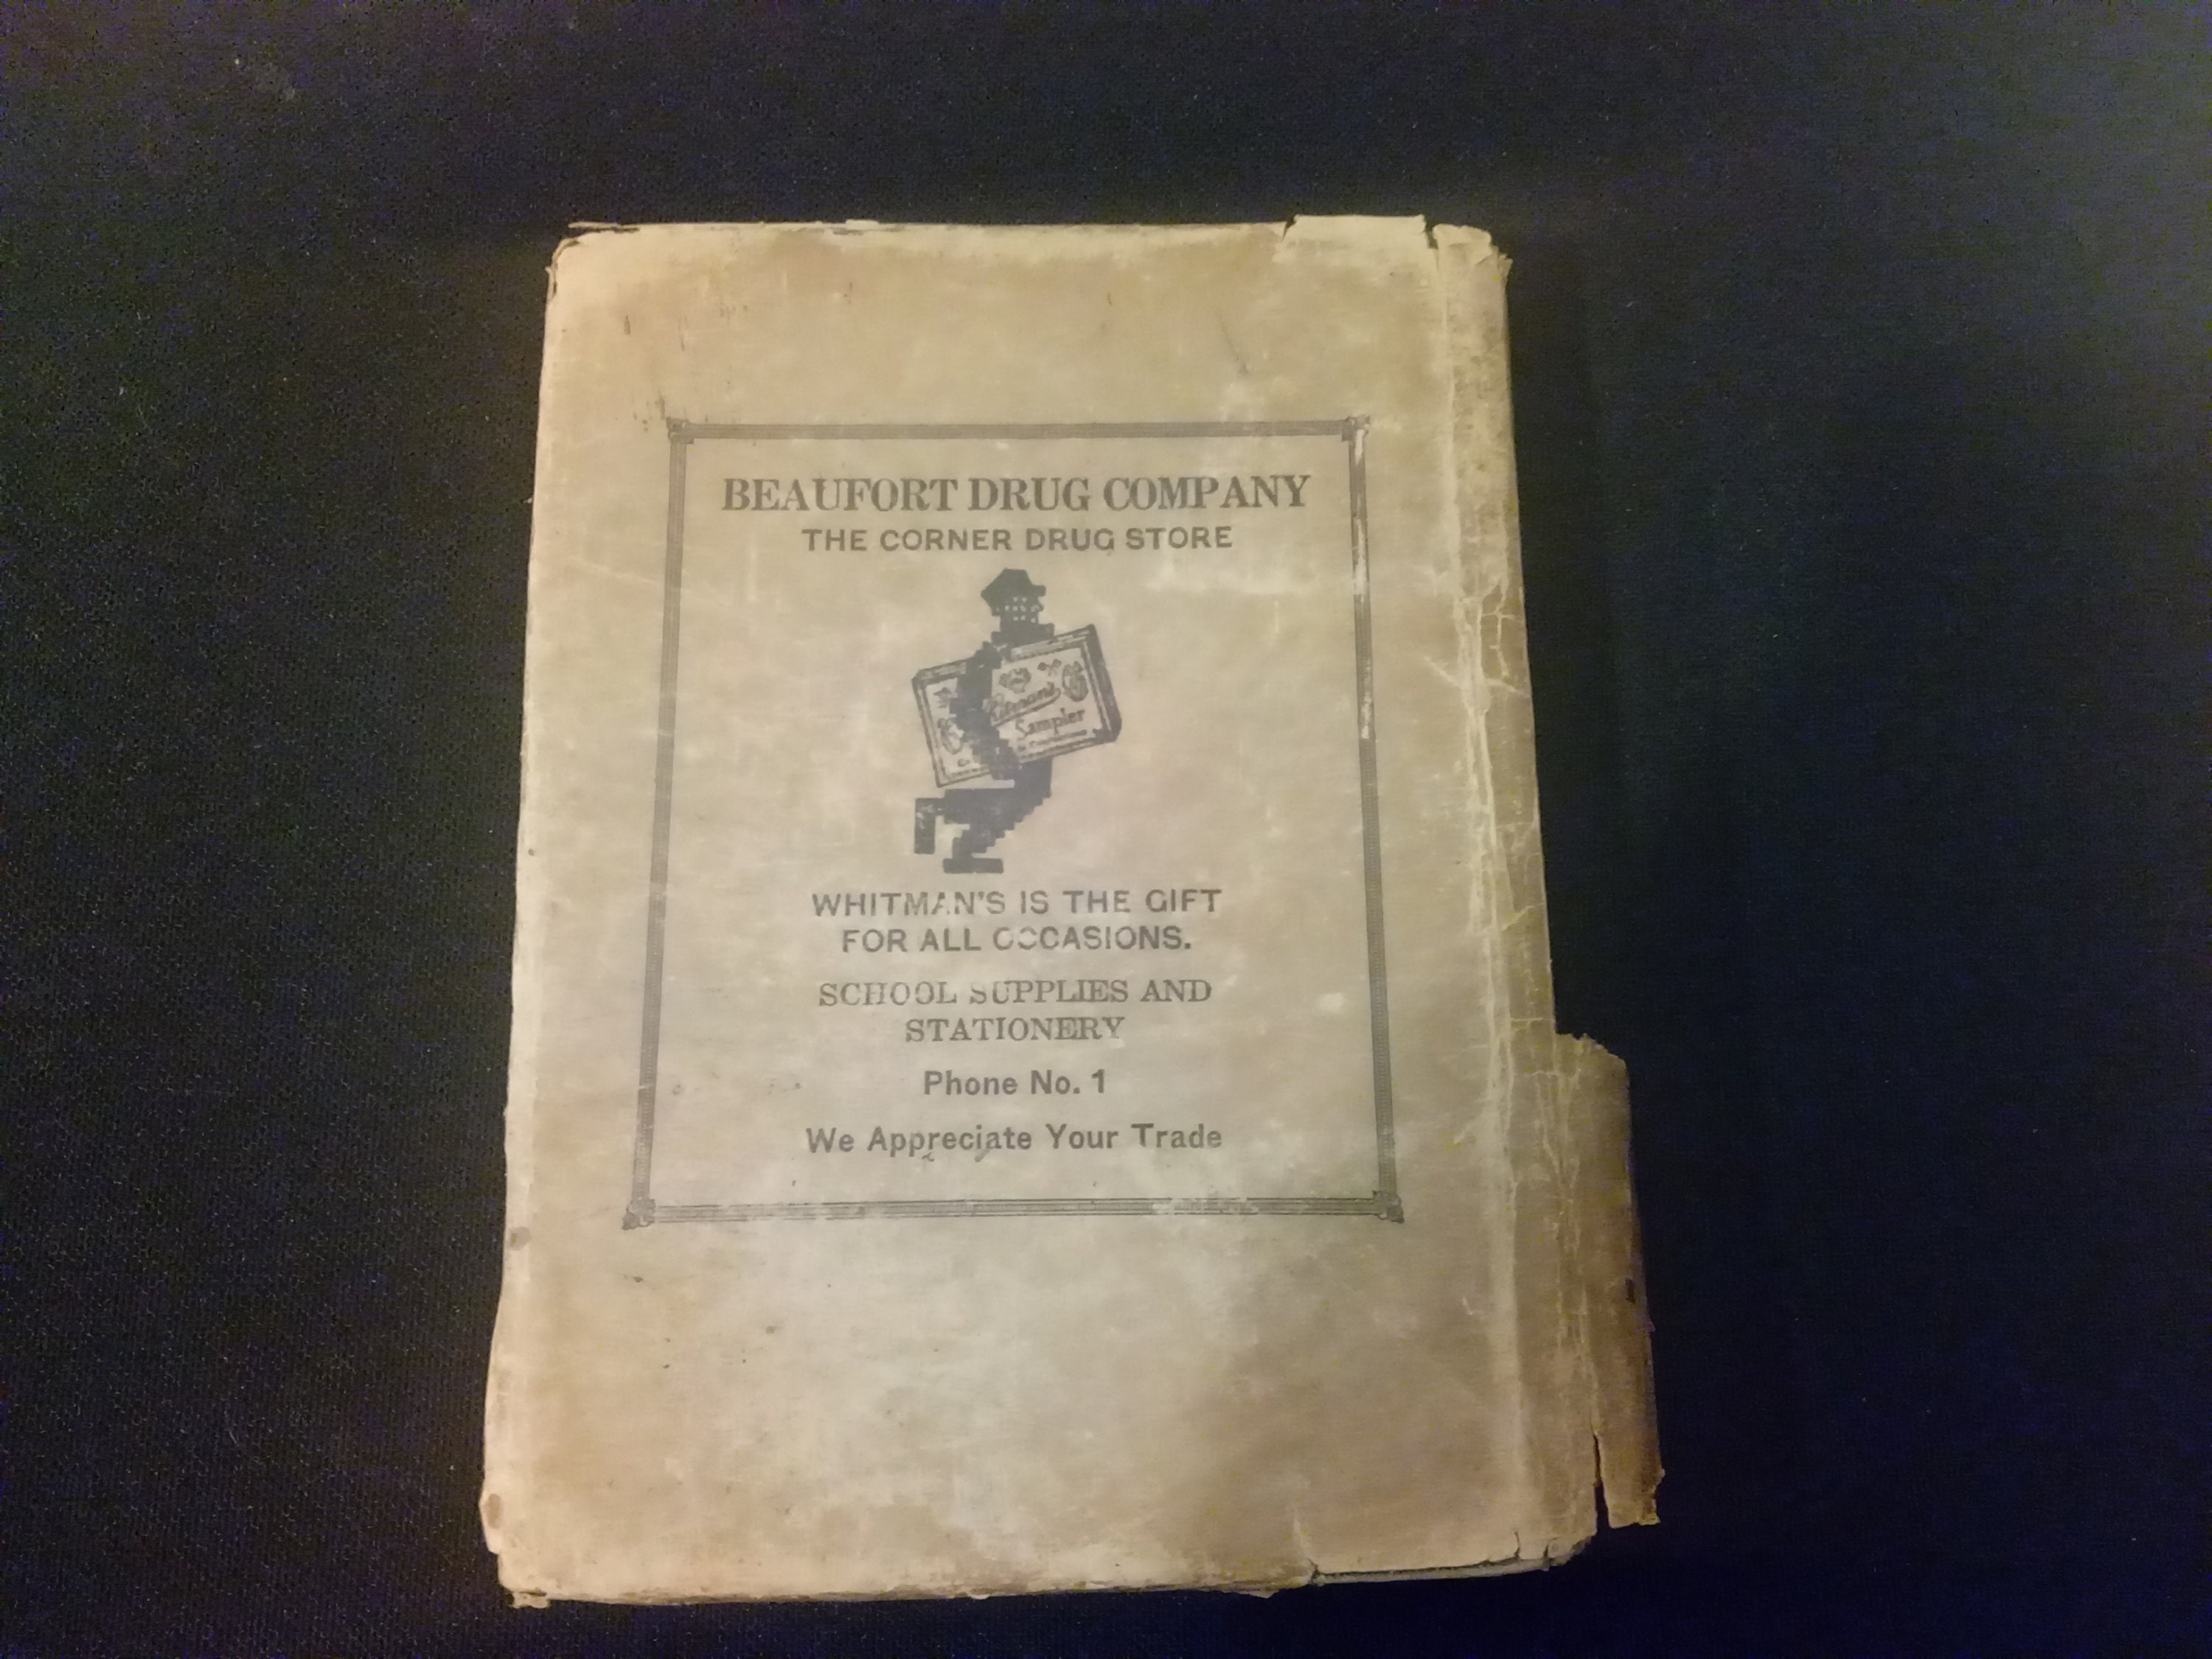 BEAUFORT DRUG COMPANY
THE CORNER DRUG STORE
Sampler
WHITMAN'S IS THE GIFT
FOR ALL OCCASIONS.
SCHOOL SUPPLIES AND
STATIONERY
Phone No. 1
We Appreciate Your Trade